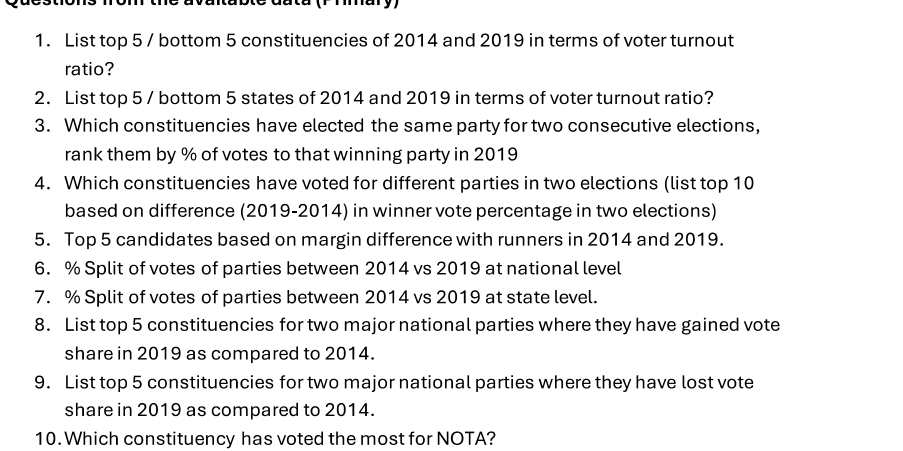 Questions from the available data (Primary)
1. List top 5 / bottom 5 constituencies of 2014 and 2019 in terms of voter turnout
ratio?
2. List top 5 / bottom 5 states of 2014 and 2019 in terms of voter turnout ratio?
3. Which constituencies have elected the same party for two consecutive elections,
rank them by % of votes to that winning party in 2019
4. Which constituencies have voted for different parties in two elections (list top 10
based on difference (2019-2014) in winner vote percentage in two elections)
5. Top 5 candidates based on margin difference with runners in 2014 and 2019.
6. % Split of votes of parties between 2014 vs 2019 at national level
7. % Split of votes of parties between 2014 vs 2019 at state level.
8. List top 5 constituencies for two major national parties where they have gained vote
share in 2019 as compared to 2014.
9. List top 5 constituencies for two major national parties where they have lost vote
share in 2019 as compared to 2014.
10. Which constituency has voted the most for NOTA?